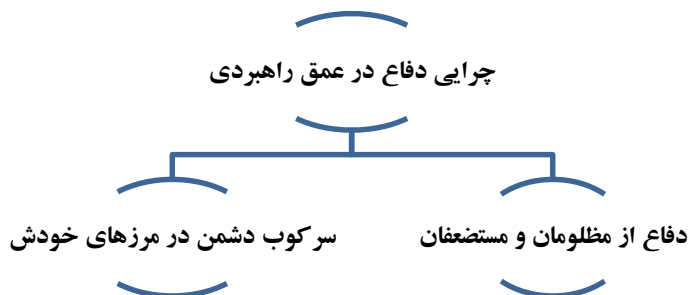 چرایی دفاع در عمق راهبردی
دفاع از مظلومان و مستضعفان
سرکوب دشمن در مرزهای خودش